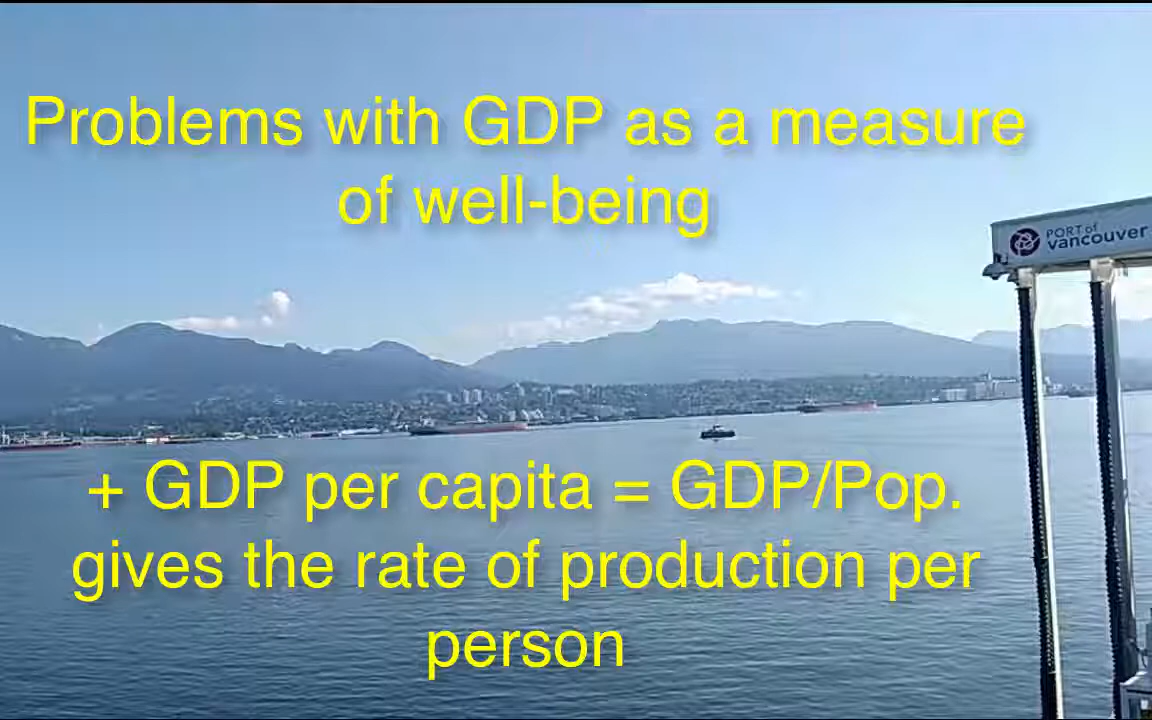 Problems with GDP as a measure
of well-being
PORT of
vancouver
+ GDP per capita = GDP/Pop.
gives the rate of production per
person